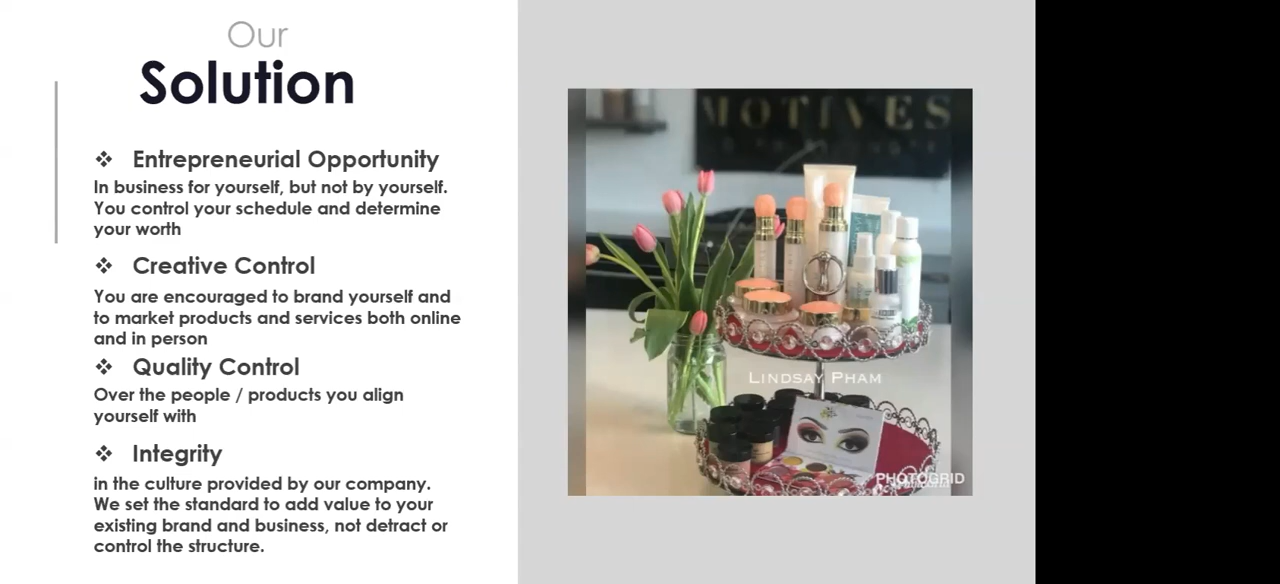 Our
Solution
❖ Entrepreneurial Opportunity
In business for yourself, but not by yourself.
You control your schedule and determine
your worth
❖ Creative Control
You are encouraged to brand yourself and
to market products and services both online
and in person
❖ Quality Control
Over the people / products you align
yourself with
❖ Integrity
in the culture provided by our company.
We set the standard to add value to your
existing brand and business, not detract or
control the structure.
MOTIVES
LINDSAY PHAM
PHOTOGRID